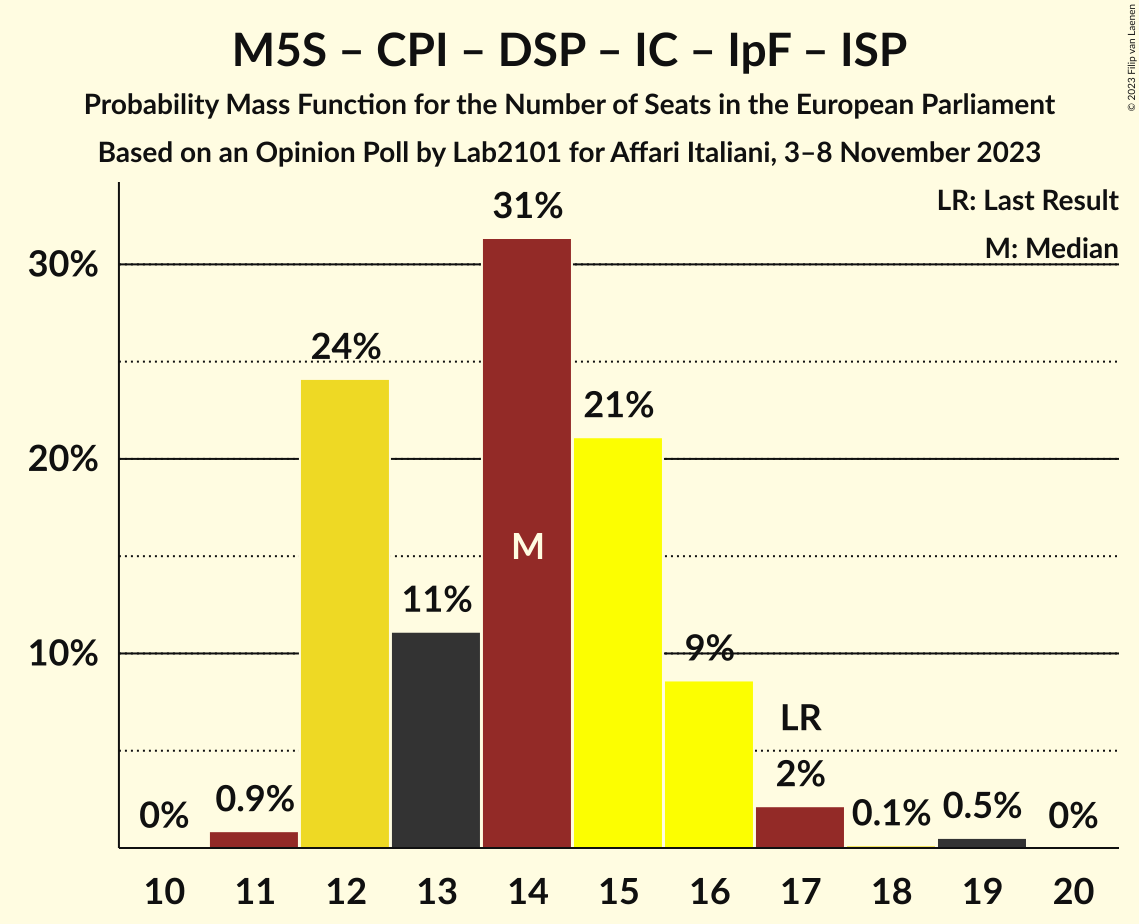 M5S – CPI – DSP – IC – IpF – ISP
Probability Mass Function for the Number of Seats in the European Parliament
Based on an Opinion Poll by Lab2101 for Affari Italiani, 3–8 November 2023
© 2023 Filip van Laenen
LR: Last Result
M: Median
30%
20%
10%
0%
0.9%
24%
11%
31%
M
21%
9%
LR
2%
0.1%
0.5%
0%
10 11 12 13 14 15 16 17 18 19 20